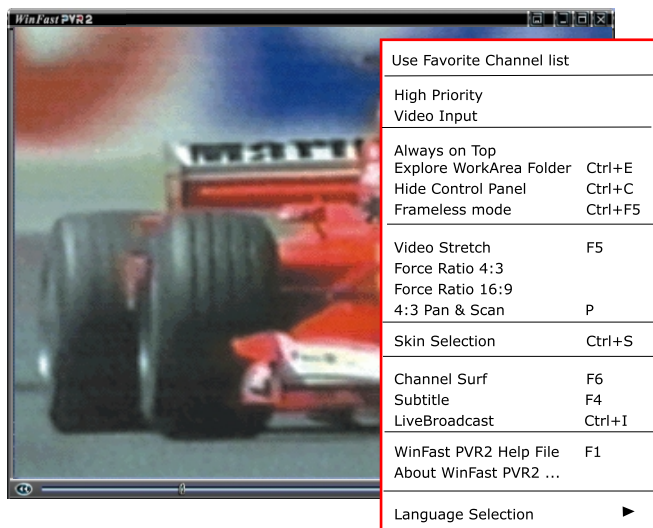 WinFast PVR2
Use Favorite Channel list
High Priority
Video Input
Always on Top
Explore WorkArea Folder Ctrl+E
Hide Control Panel Ctrl+C
Frameless mode Ctrl+F5
Video Stretch F5
Force Ratio 4:3
Force Ratio 16:9
4:3 Pan & Scan P
Skin Selection Ctrl+S
Channel Surf F6
Subtitle F4
LiveBroadcast Ctrl+I
WinFast PVR2 Help File F1
About WinFast PVR2 ...
Language Selection ▶